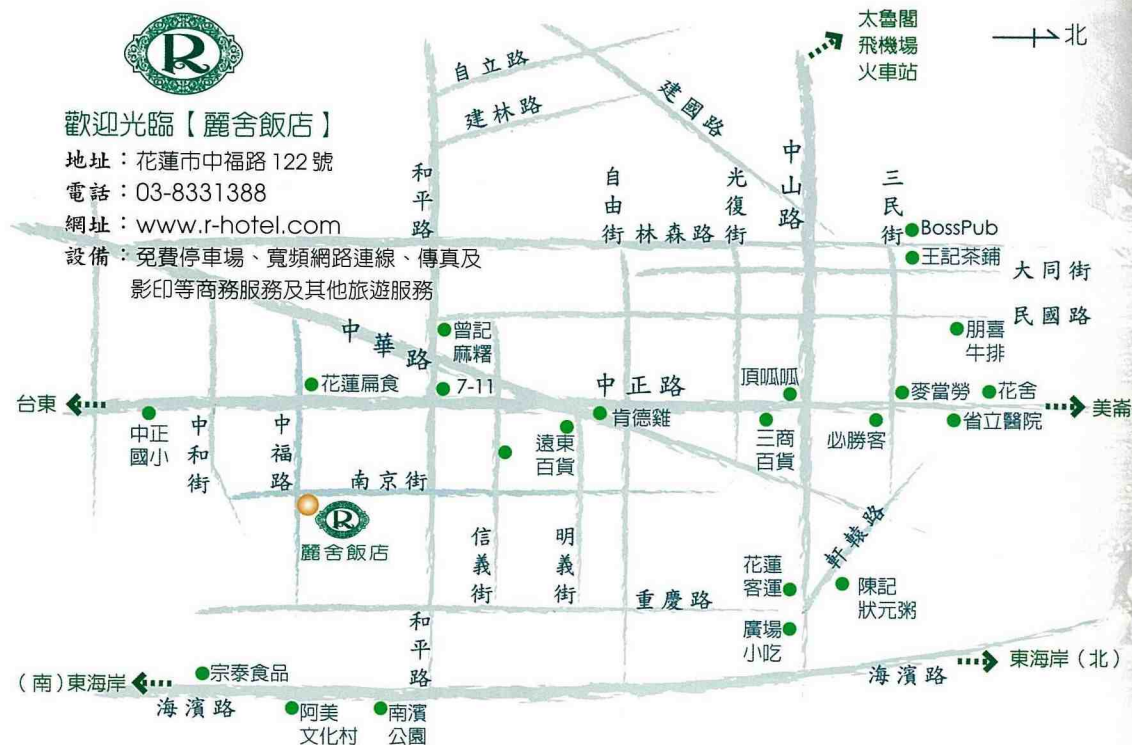 R
歡迎光臨【麗舍飯店】
地址：花蓮市中福路 122 號
電話：03-8331388
網址：www.r-hotel.com
設備：免費停車場、寬頻網路連線、傳真及
影印等商務服務及其他旅遊服務
太魯閣
飛機場
火車站
北
自立路
建林路
建國路
和平路
自由街
林森路
光復街
中山路
三民街
BossPub
王記茶鋪
大同街
民國路
中華路
曾記
麻糬
朋喜
牛排
花蓮扁食
7-11
中正路
頂呱呱
麥當勞
花舍
台東
美崙
中正
國小
中和街
中福路
遠東
百貨
肯德雞
三商
百貨
必勝客
省立醫院
南京街
R
麗舍飯店
信義街
明義街
軒轅路
花蓮
客運
陳記
狀元粥
重慶路
廣場
小吃
和平路
宗泰食品
（南）東海岸
海濱路
阿美
文化村
南濱
公園
海濱路
東海岸（北）